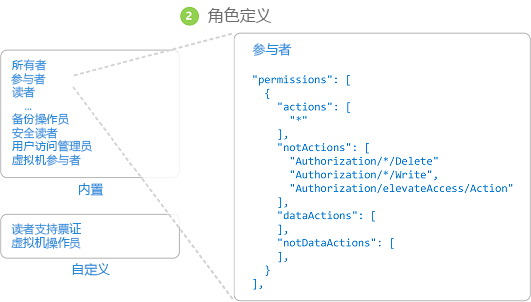 2 角色定义
所有者
参与者
读者
...
备份操作员
安全读者
用户访问管理员
虚拟机参与者
内置
读者支持票证
虚拟机操作员
自定义
参与者
"permissions": [
{
"actions": [
"*"
],
"notActions": [
"Authorization/*/Delete"
"Authorization/*/Write",
"Authorization/elevateAccess/Action"
],
"dataActions": [
],
"notDataActions": [
],
}
],